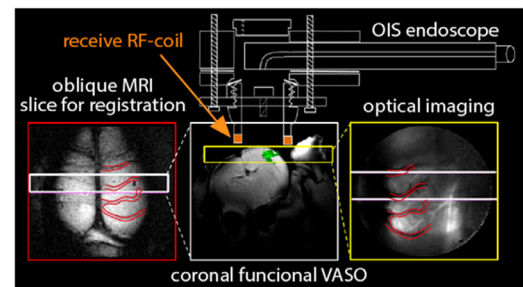 receive RF-coil
OIS endoscope
oblique MRI
slice for registration
optical imaging
coronal funcional VASO